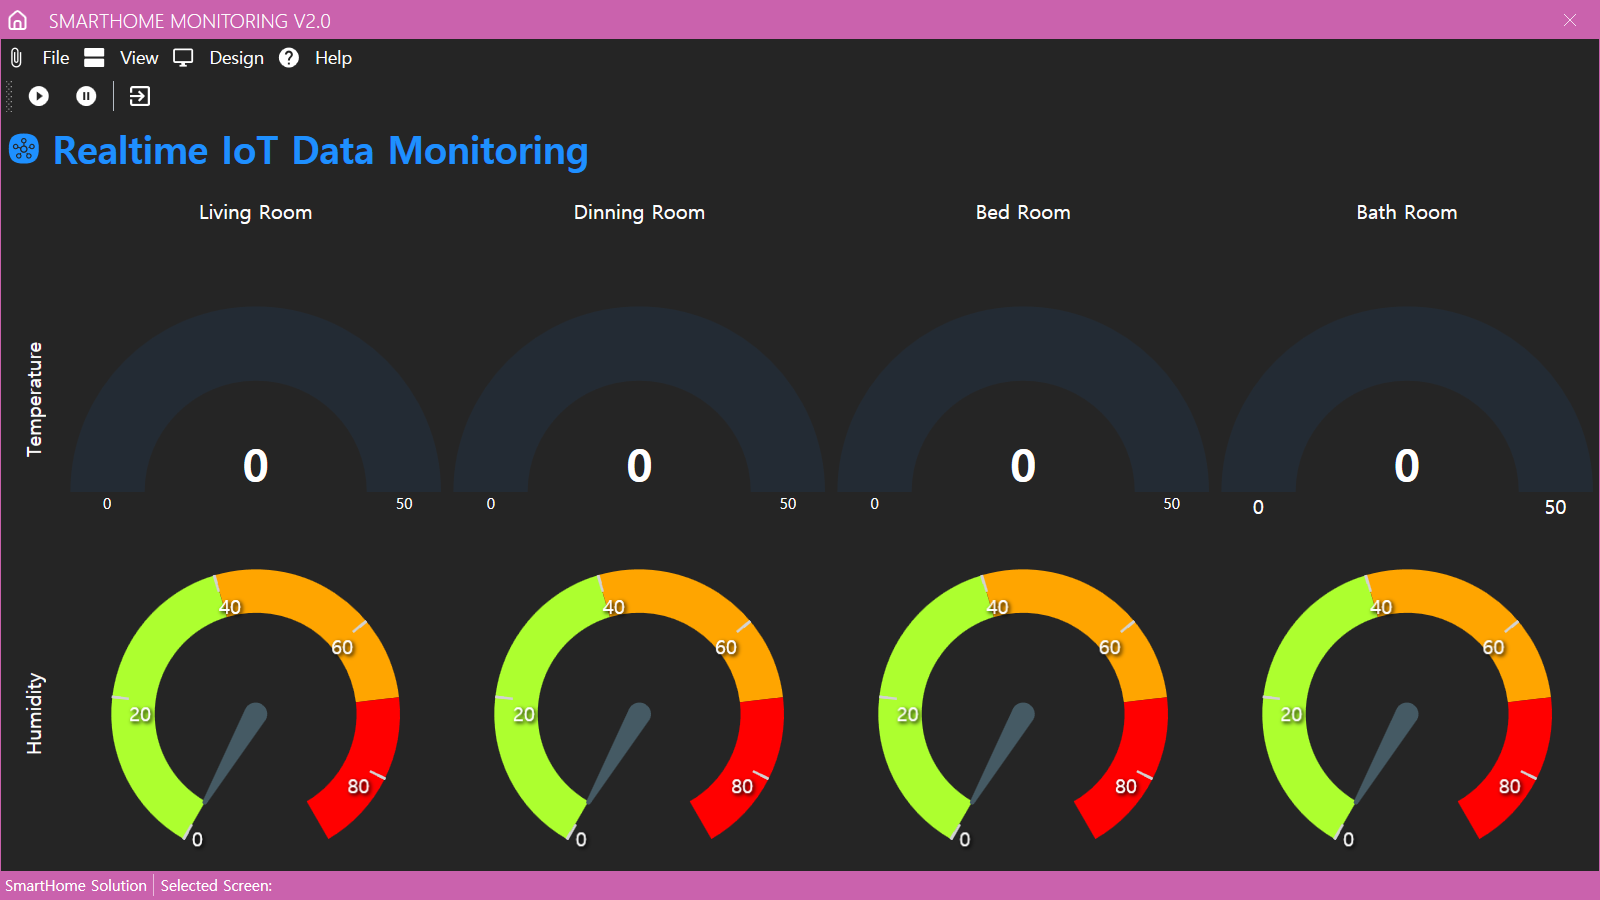 SMARTHOME MONITORING V2.0
File View Design Help
Realtime IoT Data Monitoring
Living Room Dinning Room Bed Room Bath Room
Temperature
0 0 0 0
0 50 0 50 0 50 0 50
Humidity
40 40 40 40
60 60 60 60
20 20 20 20
80 80 80 80
0 0 0 0
SmartHome Solution Selected Screen: